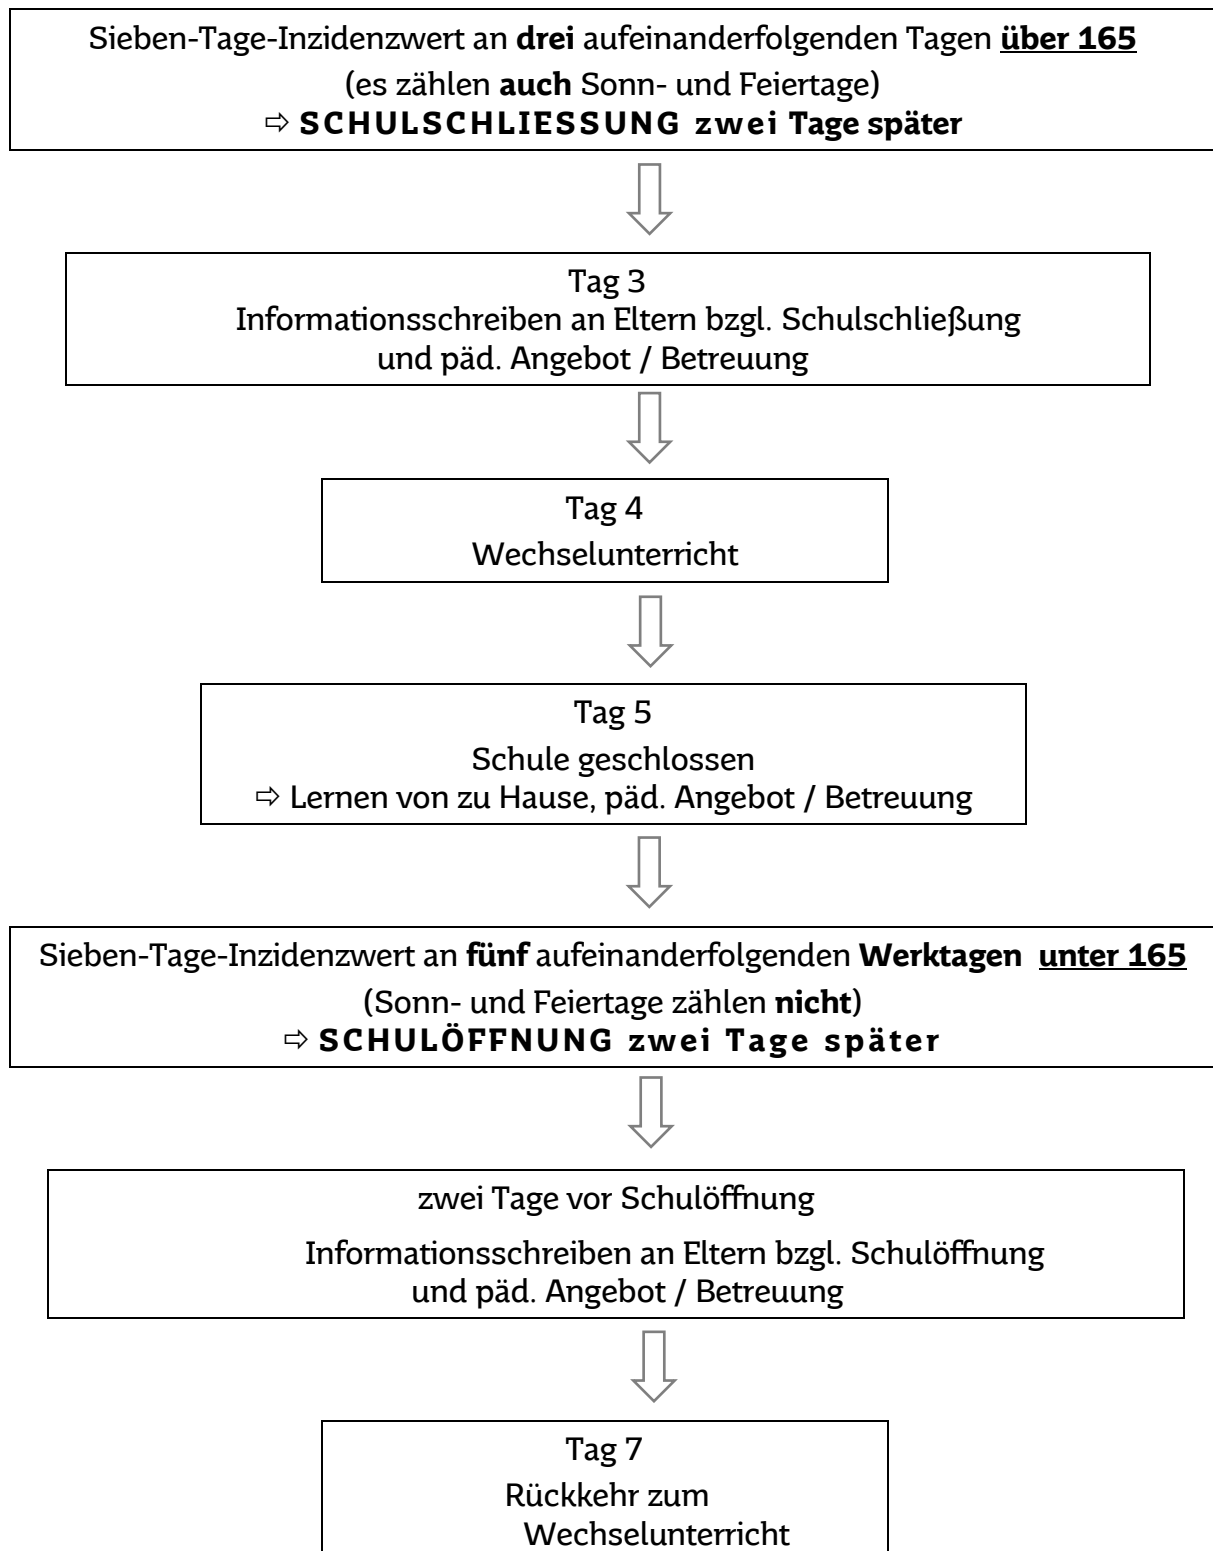 Sieben-Tage-Inzidenzwert an drei aufeinanderfolgenden Tagen über 165
(es zählen auch Sonn- und Feiertage)
⇨ SCHULSCHLIESSUNG zwei Tage später
Tag 3
Informationsschreiben an Eltern bzgl. Schulschließung
und päd. Angebot / Betreuung
Tag 4
Wechselunterricht
Tag 5
Schule geschlossen
⇨ Lernen von zu Hause, päd. Angebot / Betreuung
Sieben-Tage-Inzidenzwert an fünf aufeinanderfolgenden Werktagen unter 165
(Sonn- und Feiertage zählen nicht)
⇨ SCHULÖFFNUNG zwei Tage später
zwei Tage vor Schulöffnung
Informationsschreiben an Eltern bzgl. Schulöffnung
und päd. Angebot / Betreuung
Tag 7
Rückkehr zum
Wechselunterricht